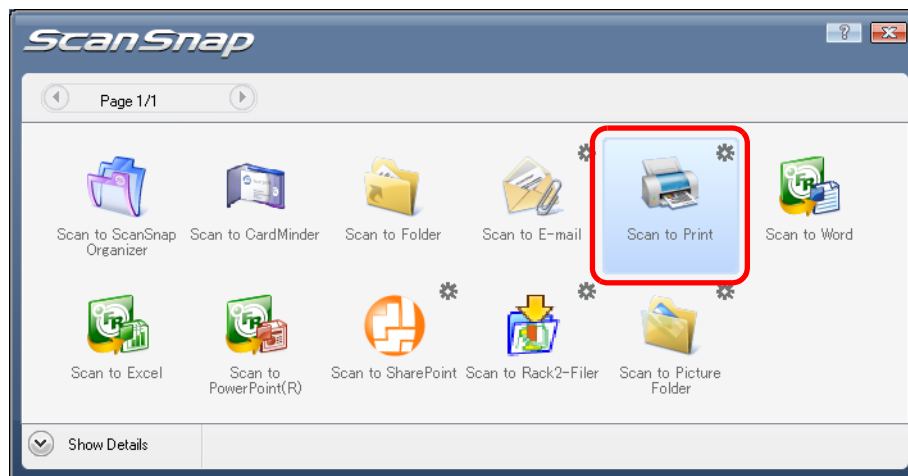 ScanSnap
Page 1/1
Scan to ScanSnap
Organizer
Scan to CardMinder
Scan to Folder
Scan to E-mail
Scan to Print
Scan to Word
Scan to Excel
Scan to
PowerPoint(R)
Scan to SharePoint
Scan to Rack2-Filer
Scan to Picture
Folder
Show Details